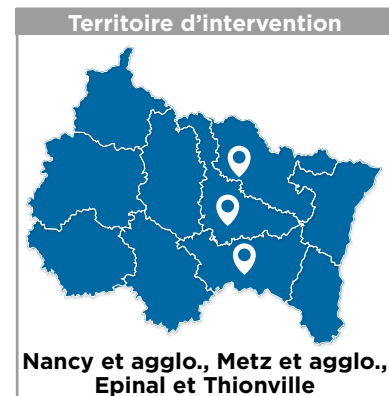 Territoire d’intervention
Nancy et agglo., Metz et agglo.,
Epinal et Thionville